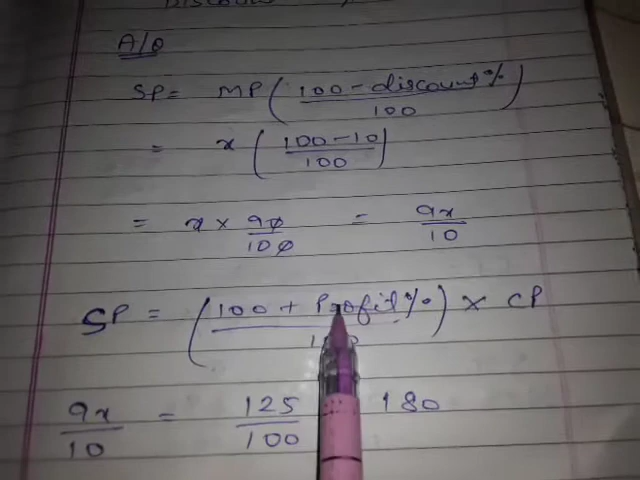 A/Q
SP = MP ( 100 - discount% / 100 )
= x ( 100 - 10 / 100 )
= x × 90 / 100 = 9x / 10
SP = ( 100 + Profit% / 100 ) × CP
9x / 10 = 125 / 100 180